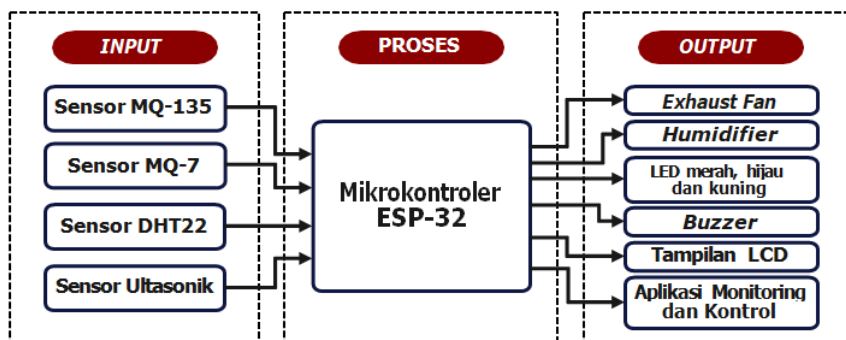 INPUT
Sensor MQ-135
Sensor MQ-7
Sensor DHT22
Sensor Ultasonik
PROSES
Mikrokontroler
ESP-32
OUTPUT
Exhaust Fan
Humidifier
LED merah, hijau
dan kuning
Buzzer
Tampilan LCD
Aplikasi Monitoring
dan Kontrol